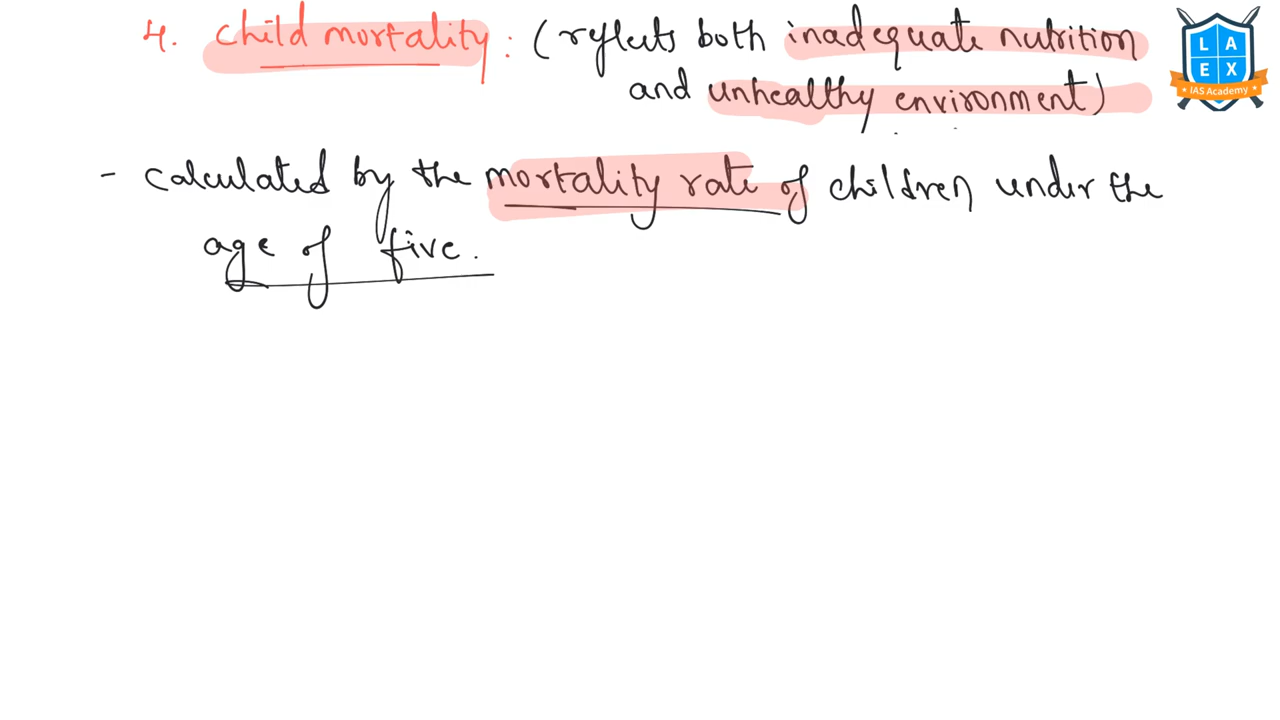 4. child mortality : (reflects both inadequate nutrition
and unhealthy environment)
- calculated by the mortality rate of children under the
age of five.
L A
E X
IAS Academy